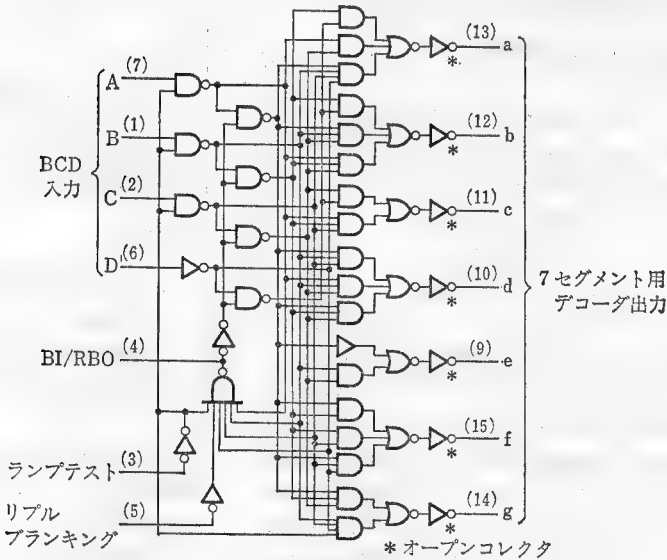 (13)
a
*
(7)
A
(12)
b
*
(1)
B
BCD
入力
(11)
c
*
(2)
C
(6)
D
(10)
d
*
7セグメント用
デコーダ出力
(4)
BI/RBO
(9)
e
*
(15)
f
*
ランプテスト(3)
リプル
ブランキング
(5)
(14)
g
*
*オープンコレクタ